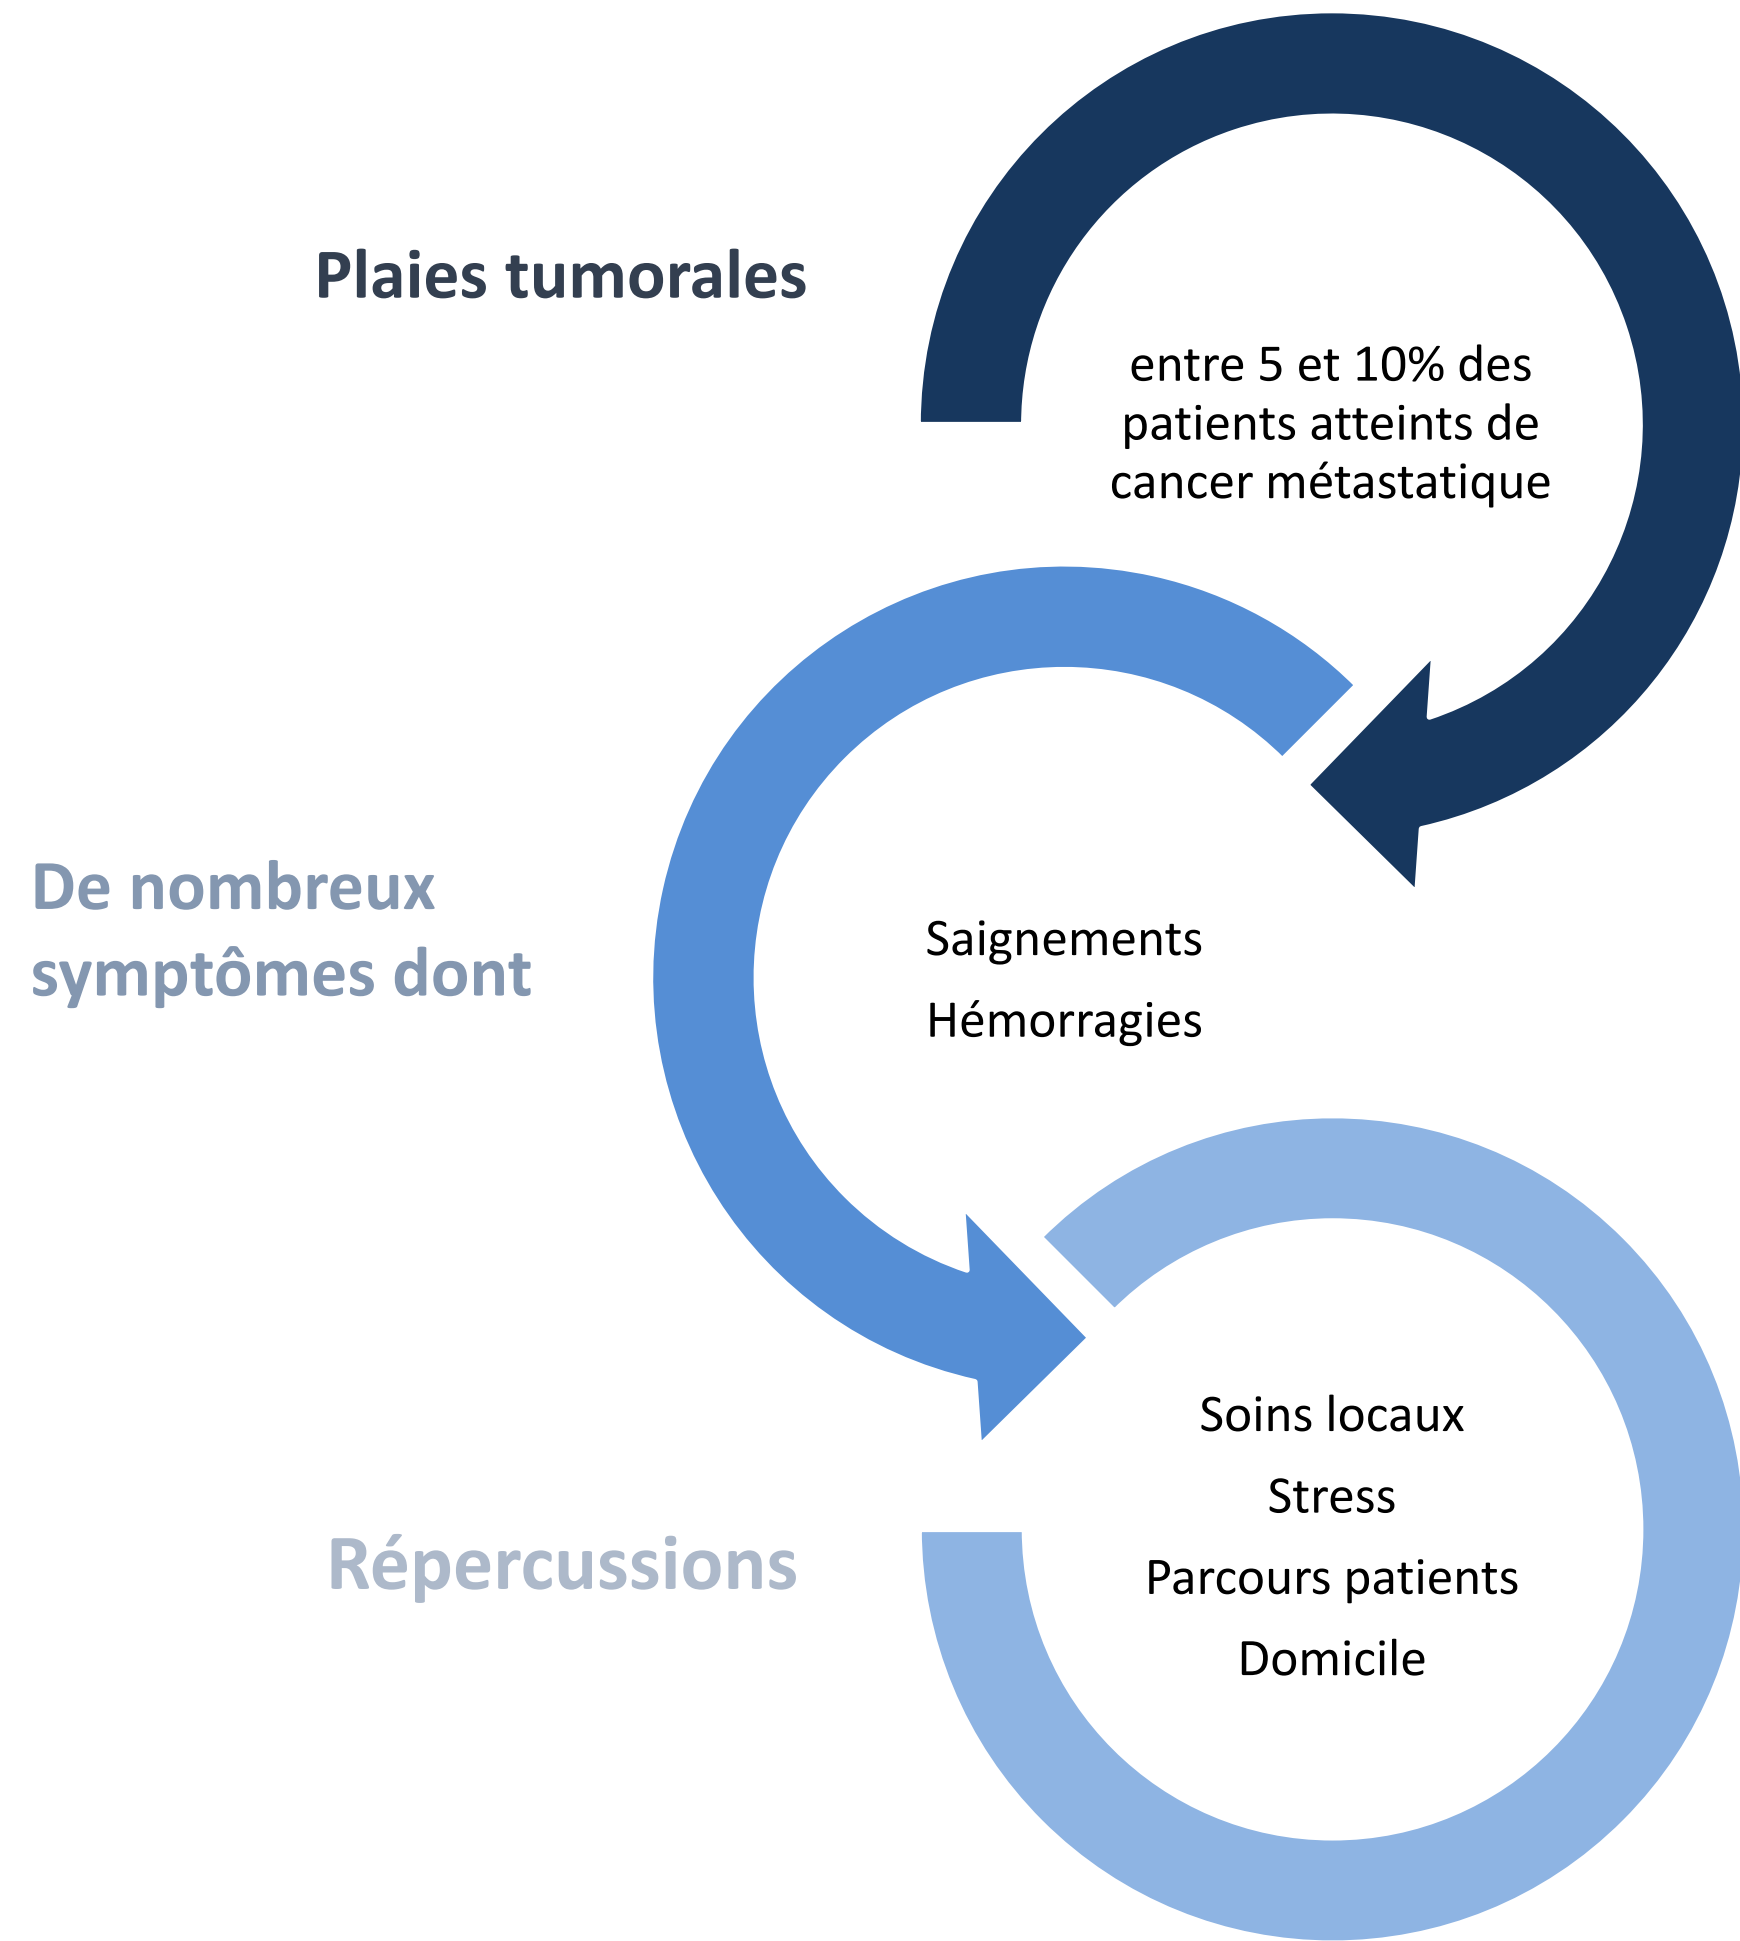 Plaies tumorales
entre 5 et 10% des
patients atteints de
cancer métastatique
De nombreux
symptômes dont
Saignements
Hémorragies
Répercussions
Soins locaux
Stress
Parcours patients
Domicile